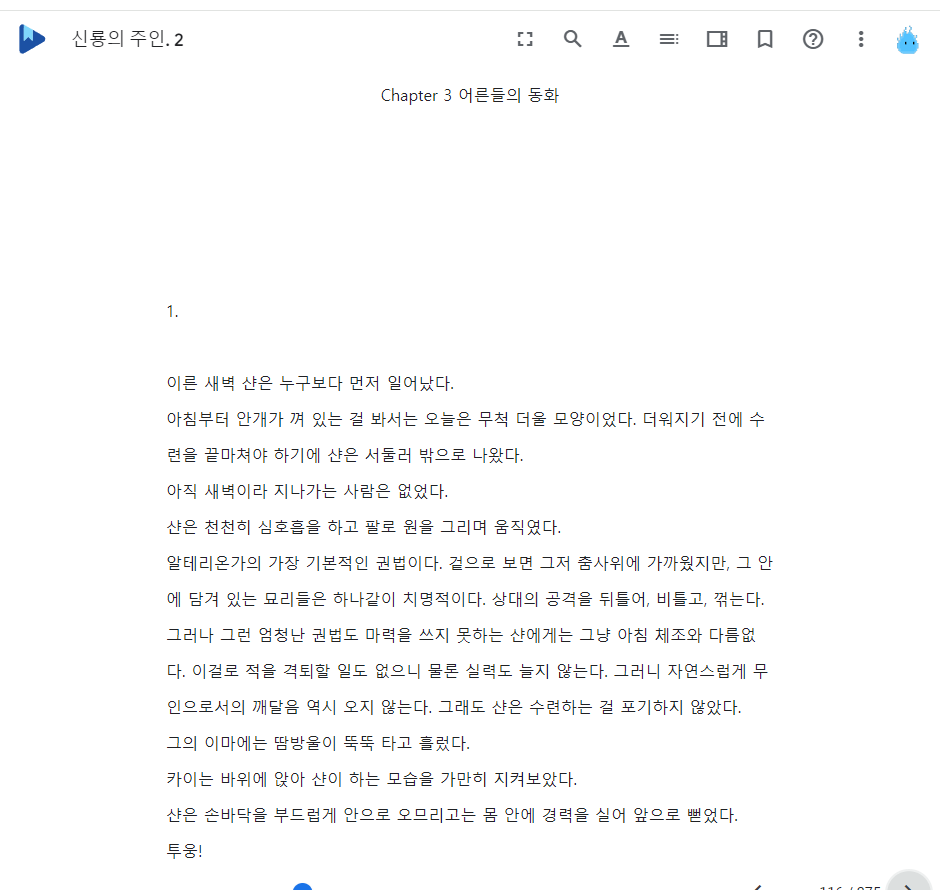 신룡의 주인. 2
Chapter 3 어른들의 동화
1.
이른 새벽 샨은 누구보다 먼저 일어났다.
아침부터 안개가 껴 있는 걸 봐서는 오늘은 무척 더울 모양이었다. 더워지기 전에 수
련을 끝마쳐야 하기에 샨은 서둘러 밖으로 나왔다.
아직 새벽이라 지나가는 사람은 없었다.
샨은 천천히 심호흡을 하고 팔로 원을 그리며 움직였다.
알테리온가의 가장 기본적인 권법이다. 겉으로 보면 그저 춤사위에 가까웠지만, 그 안
에 담겨 있는 묘리들은 하나같이 치명적이다. 상대의 공격을 뒤틀어, 비틀고, 꺾는다.
그러나 그런 엄청난 권법도 마력을 쓰지 못하는 샨에게는 그냥 아침 체조와 다름없
다. 이걸로 적을 격퇴할 일도 없으니 물론 실력도 늘지 않는다. 그러니 자연스럽게 무
인으로서의 깨달음 역시 오지 않는다. 그래도 샨은 수련하는 걸 포기하지 않았다.
그의 이마에는 땀방울이 뚝뚝 타고 흘렀다.
카이는 바위에 앉아 샨이 하는 모습을 가만히 지켜보았다.
샨은 손바닥을 부드럽게 안으로 오므리고는 몸 안에 경력을 실어 앞으로 뻗었다.
투웅!